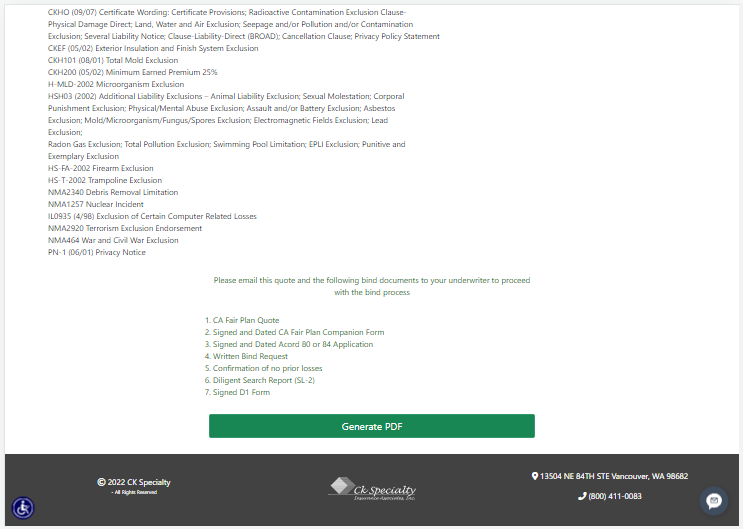 CKHO (09/07) Certificate Wording: Certificate Provisions; Radioactive Contamination Exclusion Clause-
Physical Damage Direct; Land, Water and Air Exclusion; Seepage and/or Pollution and/or Contamination
Exclusion; Several Liability Notice; Clause-Liability-Direct (BROAD); Cancellation Clause; Privacy Policy Statement
CKEF (05/02) Exterior Insulation and Finish System Exclusion
CKH101 (08/01) Total Mold Exclusion
CKH200 (05/02) Minimum Earned Premium 25%
H-MLD-2002 Microorganism Exclusion
HSH03 (2002) Additional Liability Exclusions – Animal Liability Exclusion; Sexual Molestation; Corporal
Punishment Exclusion; Physical/Mental Abuse Exclusion; Assault and/or Battery Exclusion; Asbestos
Exclusion; Mold/Microorganism/Fungus/Spores Exclusion; Electromagnetic Fields Exclusion; Lead
Exclusion;
Radon Gas Exclusion; Total Pollution Exclusion; Swimming Pool Limitation; EPLI Exclusion; Punitive and
Exemplary Exclusion
HS-FA-2002 Firearm Exclusion
HS-T-2002 Trampoline Exclusion
NMA2340 Debris Removal Limitation
NMA1257 Nuclear Incident
IL0935 (4/98) Exclusion of Certain Computer Related Losses
NMA2920 Terrorism Exclusion Endorsement
NMA464 War and Civil War Exclusion
PN-1 (06/01) Privacy Notice
Please email this quote and the following bind documents to your underwriter to proceed
with the bind process
1. CA Fair Plan Quote
2. Signed and Dated CA Fair Plan Companion Form
3. Signed and Dated Acord 80 or 84 Application
4. Written Bind Request
5. Confirmation of no prior losses
6. Diligent Search Report (SL-2)
7. Signed D1 Form
Generate PDF
© 2022 CK Specialty
- All Rights Reserved
CK Specialty
Insurance Associates, Inc.
13504 NE 84TH STE Vancouver, WA 98682
(800) 411-0083